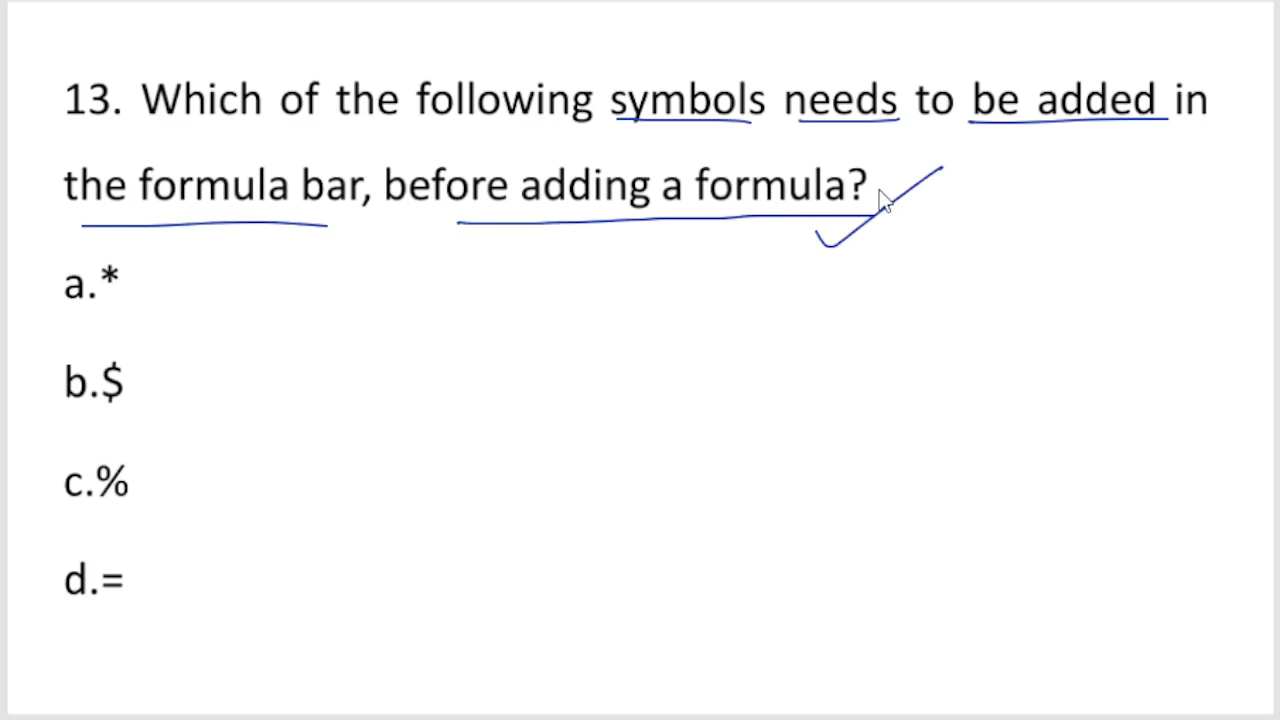 13. Which of the following symbols needs to be added in
the formula bar, before adding a formula?
a.*
b.$
c.%
d.=